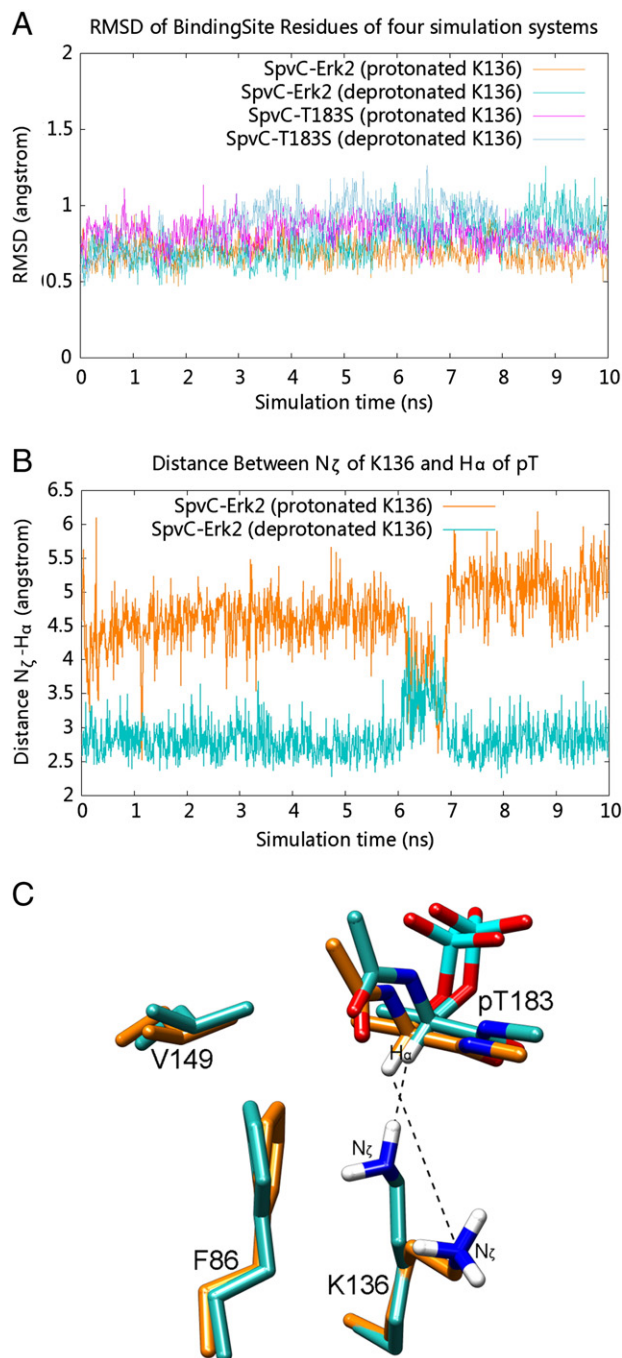 A
RMSD of BindingSite Residues of four simulation systems
SpvC-Erk2 (protonated K136)
SpvC-Erk2 (deprotonated K136)
SpvC-T183S (protonated K136)
SpvC-T183S (deprotonated K136)
RMSD (angstrom)
2
1.5
1
0.5
0
0 1 2 3 4 5 6 7 8 9 10
Simulation time (ns)
B
Distance Between Nζ of K136 and Hα of pT
SpvC-Erk2 (protonated K136)
SpvC-Erk2 (deprotonated K136)
Distance Nζ-Hα (angstrom)
6.5
6
5.5
5
4.5
4
3.5
3
2.5
2
0 1 2 3 4 5 6 7 8 9 10
Simulation time (ns)
C
pT183
V149
Hα
Nζ
Nζ
F86
K136